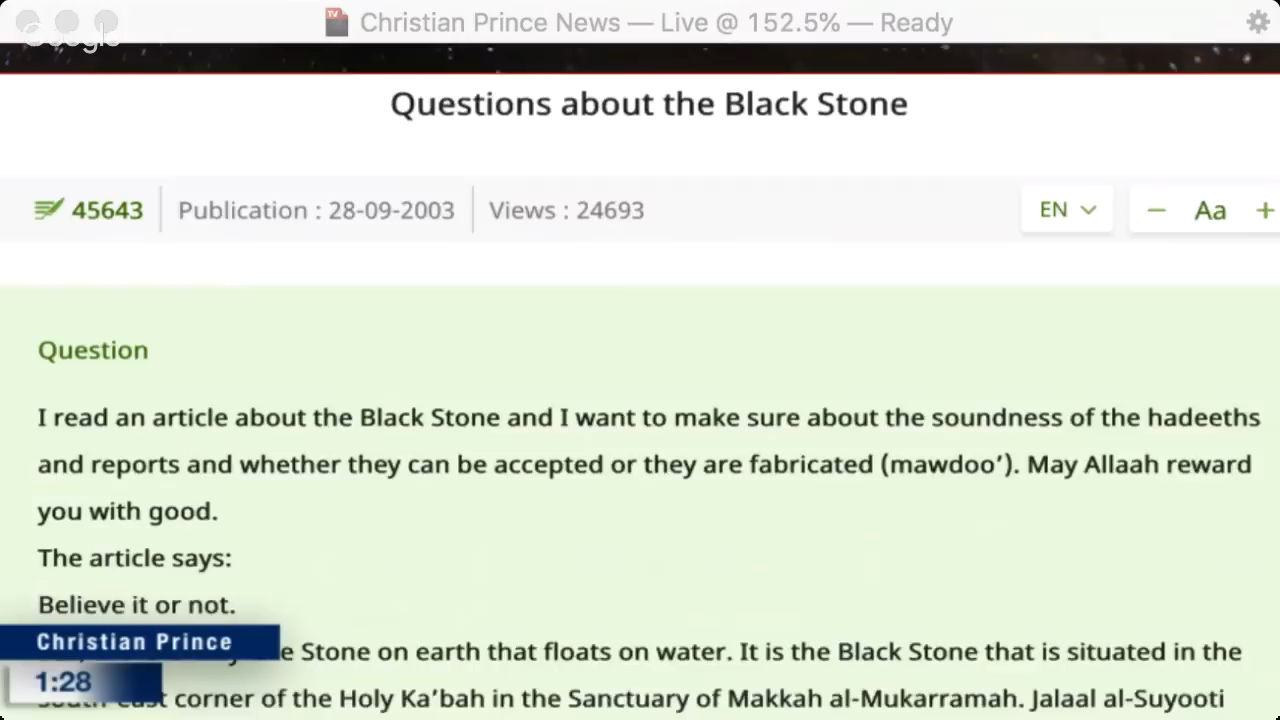 Christian Prince News — Live @ 152.5% — Ready
Google
Questions about the Black Stone
45643 Publication : 28-09-2003 Views : 24693 EN − Aa +
Question
I read an article about the Black Stone and I want to make sure about the soundness of the hadeeths
and reports and whether they can be accepted or they are fabricated (mawdoo’). May Allaah reward
you with good.
The article says:
Believe it or not.
Christian Prince
Stone on earth that floats on water. It is the Black Stone that is situated in the
1:28
corner of the Holy Ka’bah in the Sanctuary of Makkah al-Mukarramah. Jalaal al-Suyooti